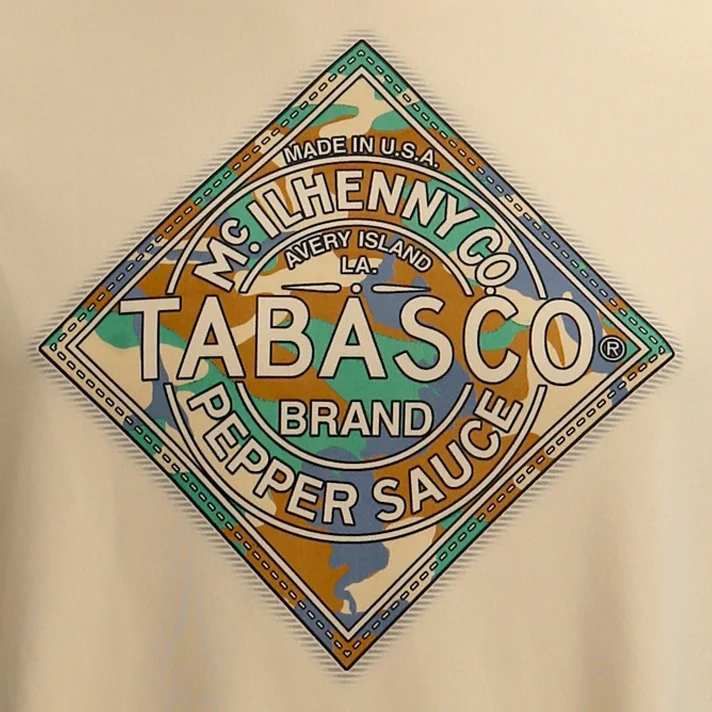 MADE IN U.S.A.
Mc. ILHENNY CO.
AVERY ISLAND
LA.
TABASCO®
BRAND
PEPPER SAUCE